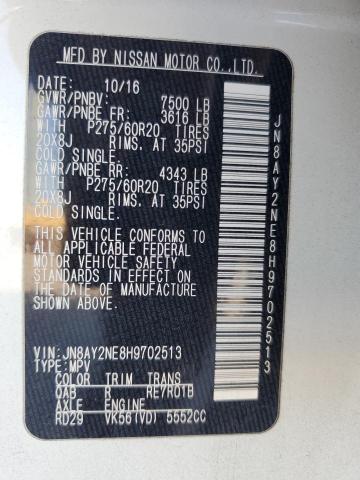 MFD BY NISSAN MOTOR CO.,LTD.
DATE: 10/16
GVWR/PNBV: 7500 LB
GAWR/PNBE FR: 3616 LB
WITH P275/60R20 TIRES
20X8J RIMS, AT 35PSI
COLD SINGLE.
GAWR/PNBE RR: 4343 LB
WITH P275/60R20 TIRES
20X8J RIMS, AT 35PSI
COLD SINGLE.
THIS VEHICLE CONFORMS TO
ALL APPLICABLE FEDERAL
MOTOR VEHICLE SAFETY
STANDARDS IN EFFECT ON
THE DATE OF MANUFACTURE
SHOWN ABOVE.
VIN: JN8AY2NE8H9702513
TYPE: MPV
COLOR TRIM TRANS
QAB R RE7R01B
AXLE ENGINE
RD29 VK56(VD) 5552CC
JN8AY2NE8H9702513